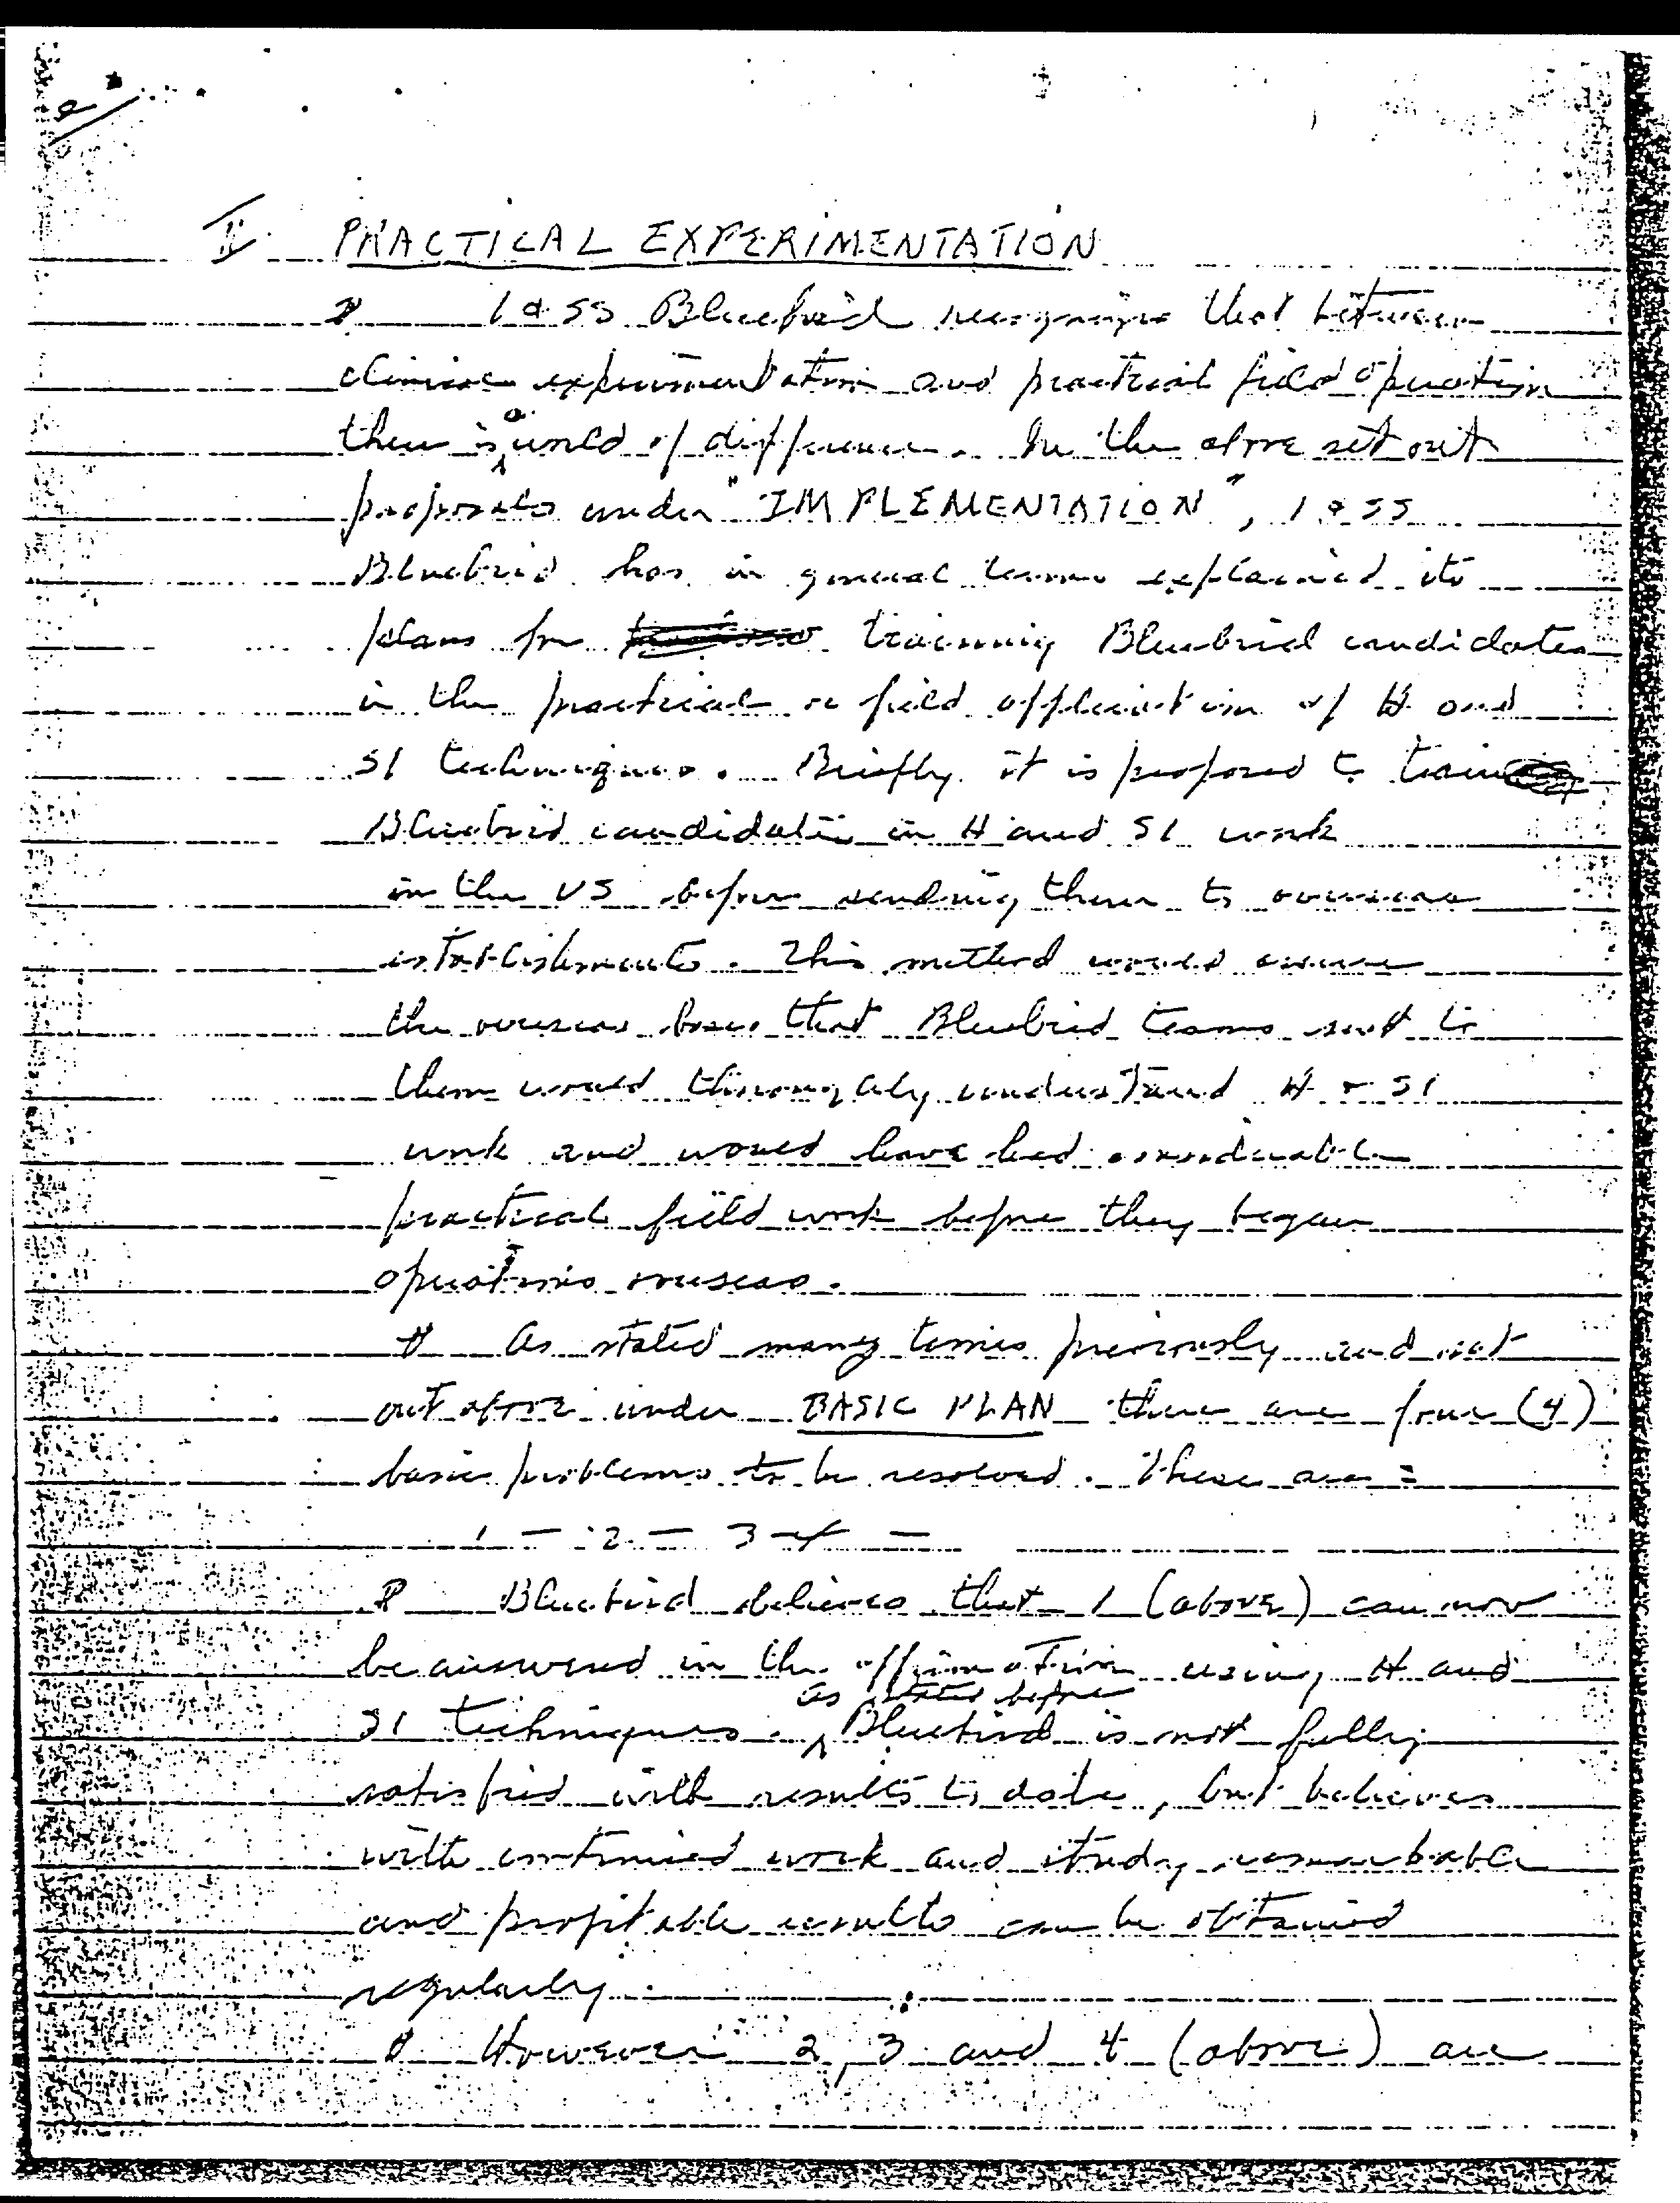 II PRACTICAL EXPERIMENTATION
I & SS Bluebird recognizes that between
clinical experimentation and practical field operation
there is a world of difference. In the above set out
proposals under "IMPLEMENTATION", I & SS
Bluebird has in general terms explained its
plans for training Bluebird candidates
in the practical or field application of H and
SI techniques. Briefly it is proposed to train
Bluebird candidates in H and SI work
in the US before sending them to overseas
establishments. This method would assure
the overseas bases that Bluebird teams sent to
them would thoroughly understand H & SI
work and would have had considerable
practical field work before they began
operations overseas.
As stated many times previously and set
out above under BASIC PLAN there are four (4)
basic problems to be resolved. These are :
1 — 2 — 3 — 4 —
Bluebird believes that 1 (above) can now
be answered in the affirmative using H and
as stated before
SI techniques. Bluebird is not fully
satisfied with results to date, but believes
with continued work and study remarkable
and profitable results can be obtained
regularly.
However 2, 3 and 4 (above) are